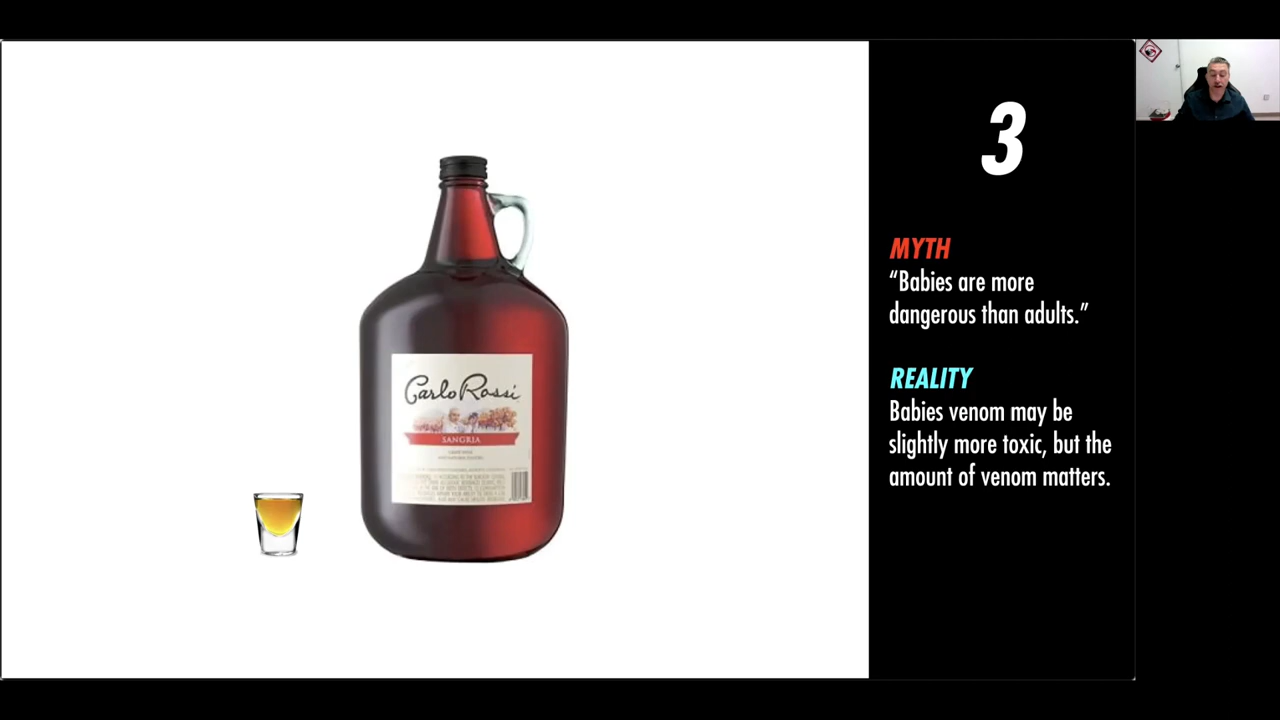 Carlo Rossi
SANGRIA
3
MYTH
“Babies are more
dangerous than adults.”
REALITY
Babies venom may be
slightly more toxic, but the
amount of venom matters.